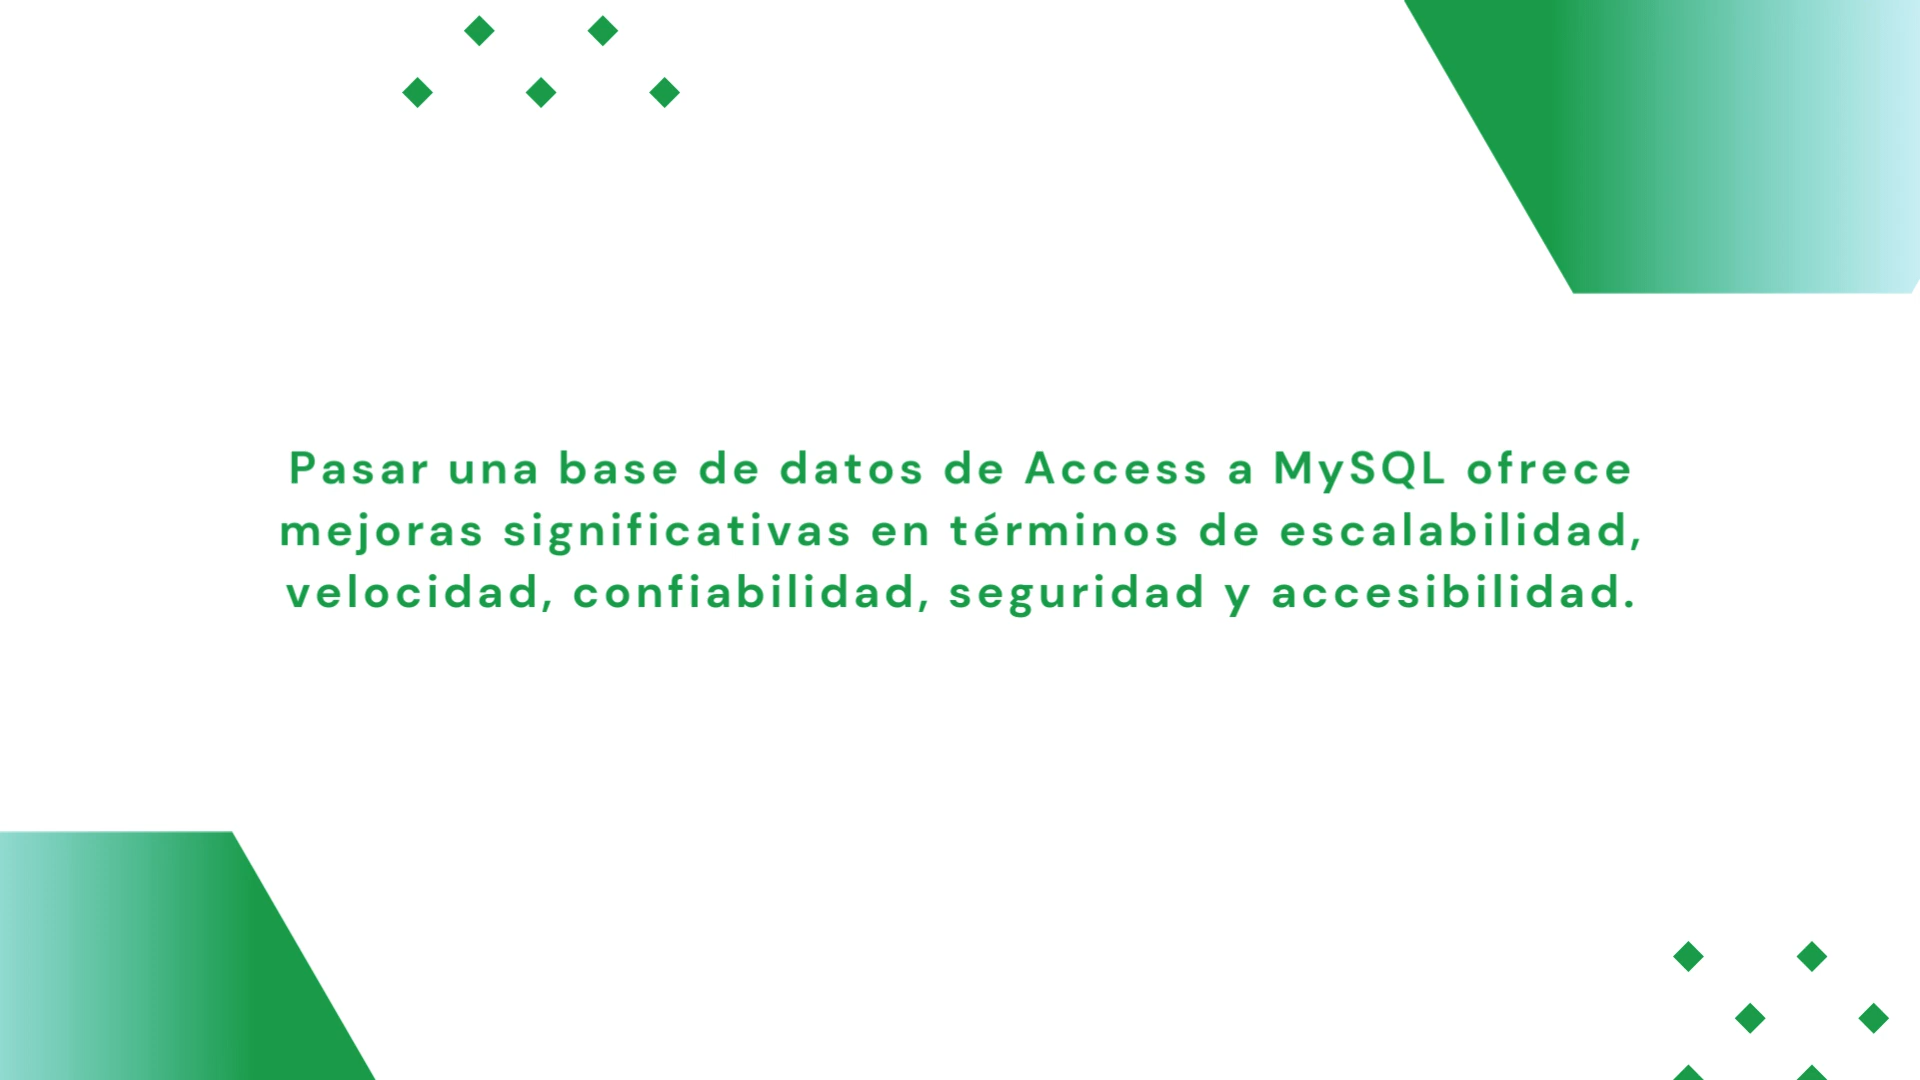 Pasar una base de datos de Access a MySQL ofrece
mejoras significativas en términos de escalabilidad,
velocidad, confiabilidad, seguridad y accesibilidad.